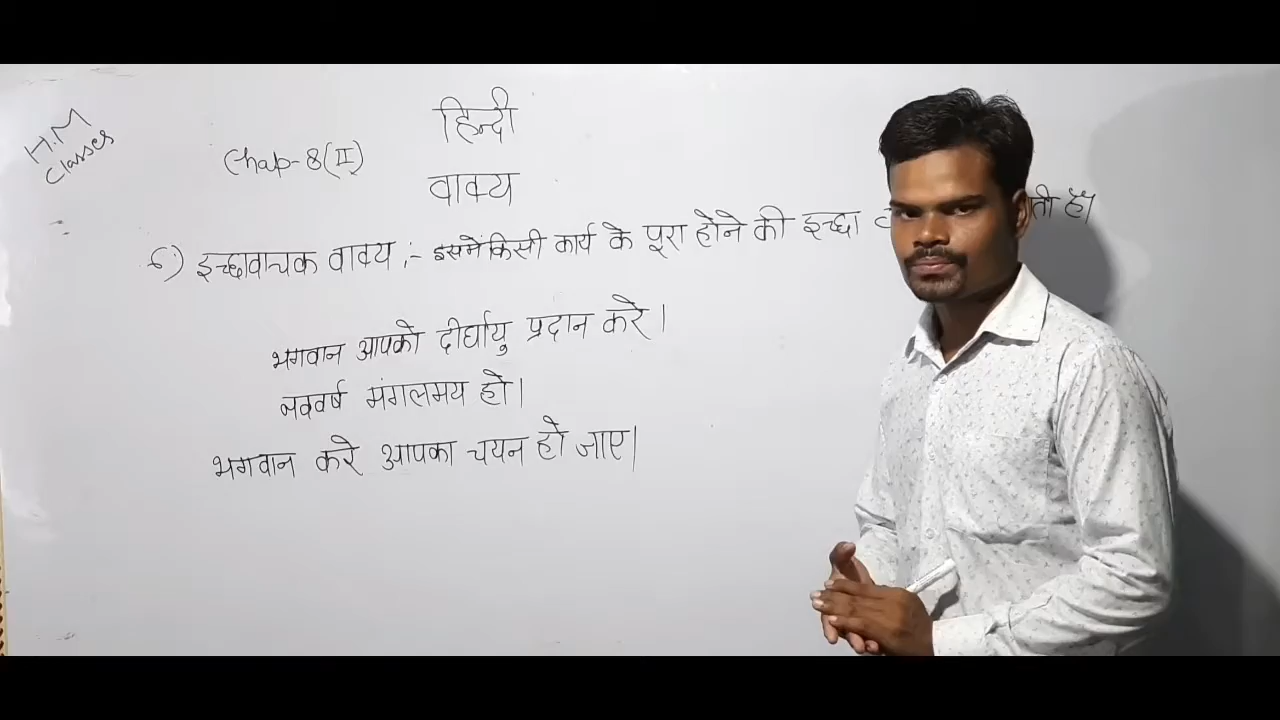 H.M
Classes
हिन्दी
Chap-8(II)
वाक्य
6) इच्छावाचक वाक्य :- इसमें किसी कार्य के पूरा होने की इच्छा
भगवान आपको दीर्घायु प्रदान करे।
नववर्ष मंगलमय हो।
भगवान करे आपका चयन हो जाए।